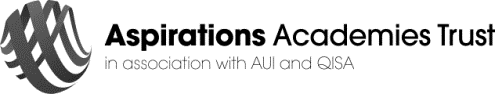 Aspirations Academies Trust
in association with AUI and QISA